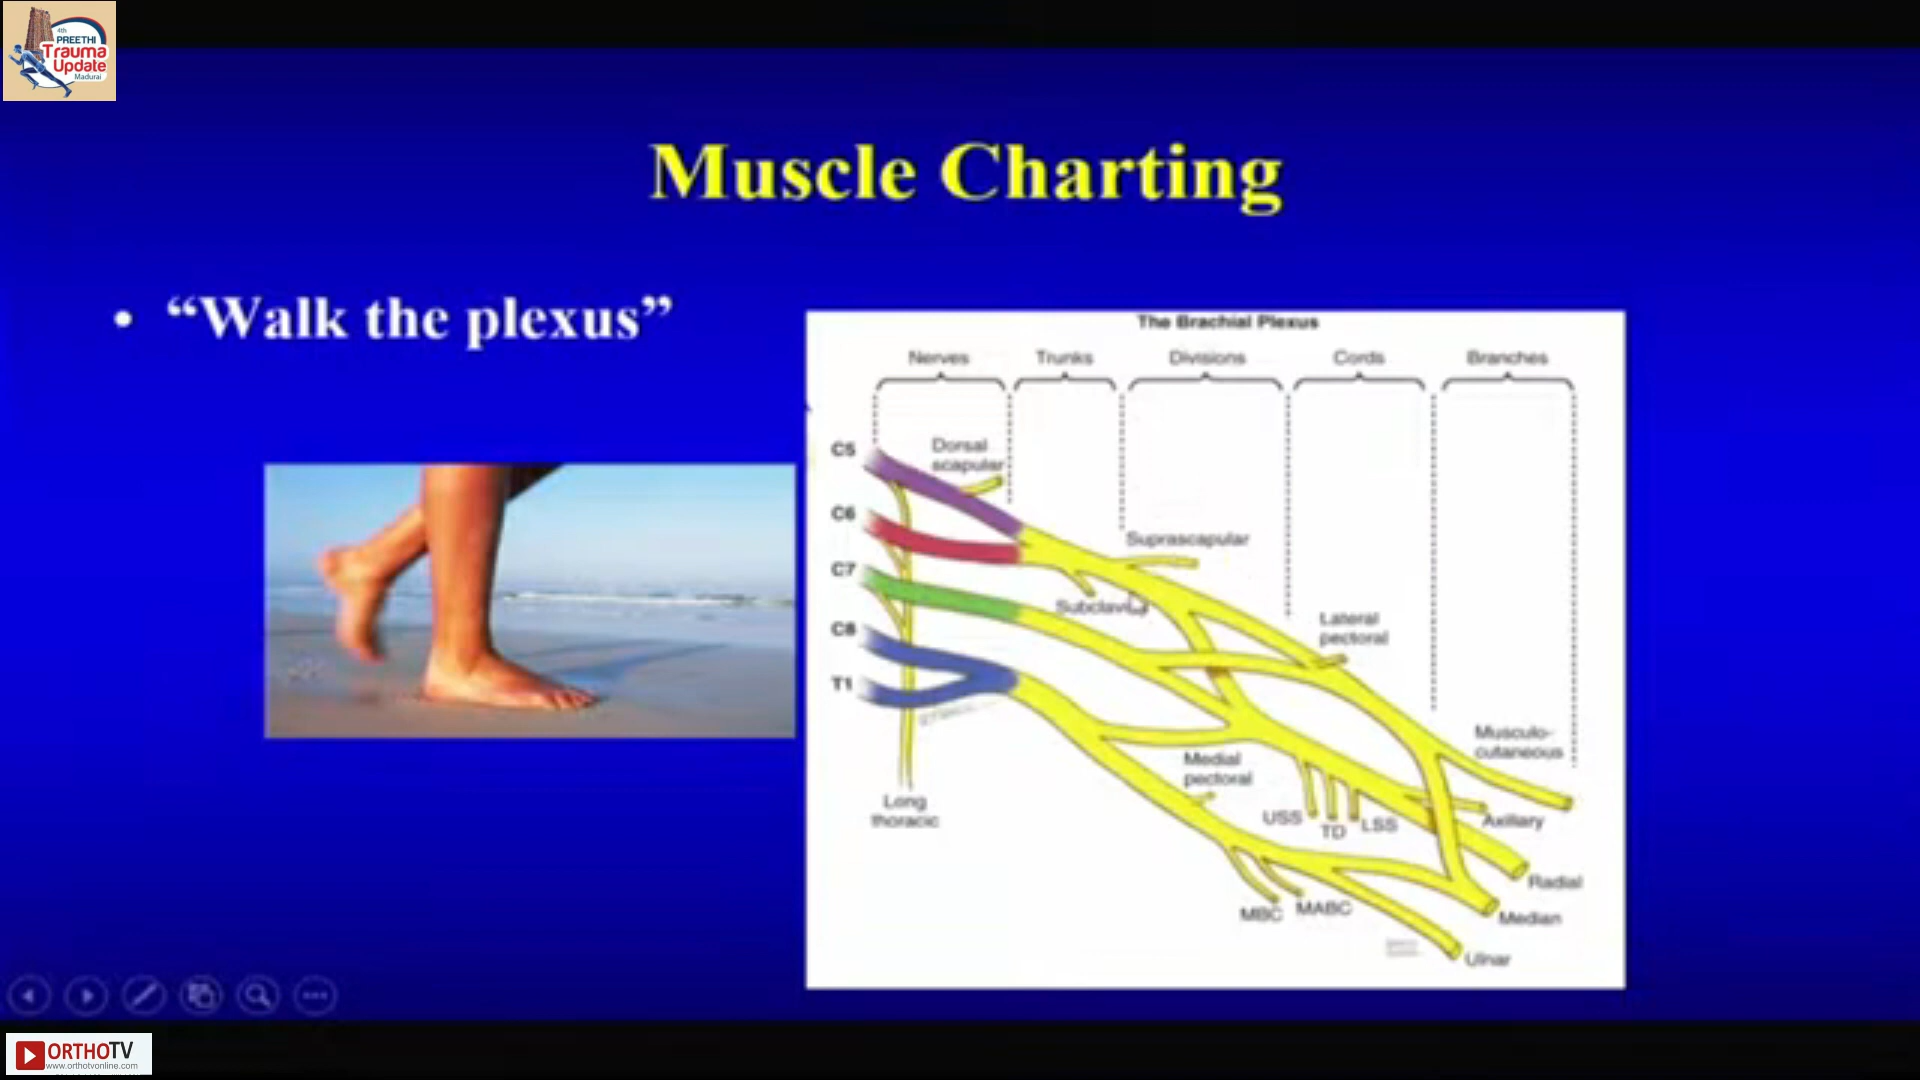 4th
PREETHI
Trauma
Update
Madurai
Muscle Charting
• “Walk the plexus”
The Brachial Plexus
Nerves Trunks Divisions Cords Branches
C5
Dorsal
scapular
C6
Suprascapular
C7
C8
Lateral
pectoral
T1
Musculo-
cutaneous
Medial
pectoral
Long
thoracic
USS TD LSS
Axillary
Radial
MBC MABC
Median
Ulnar
ORTHOTV
www.orthotvonline.com